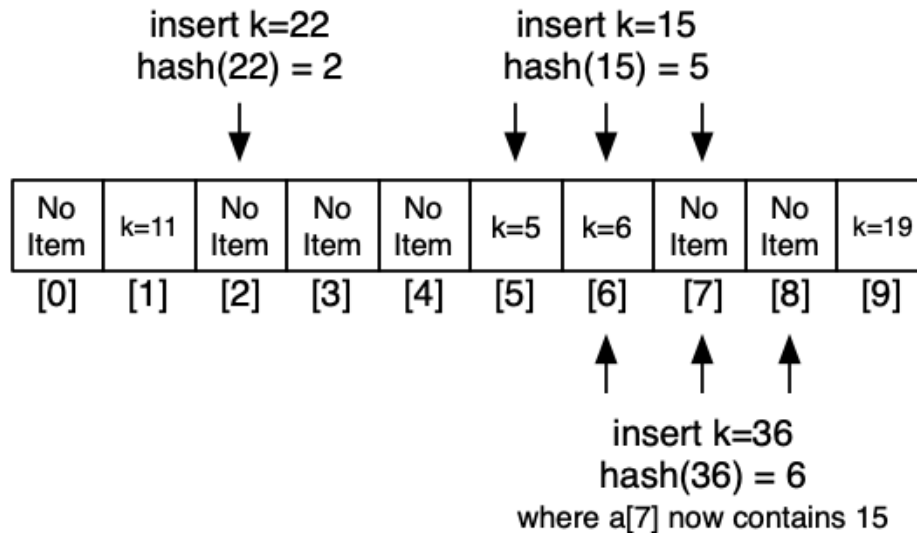 insert k=22
hash(22) = 2
insert k=15
hash(15) = 5
No Item
k=11
No Item
No Item
No Item
k=5
k=6
No Item
No Item
k=19
[0] [1] [2] [3] [4] [5] [6] [7] [8] [9]
insert k=36
hash(36) = 6
where a[7] now contains 15